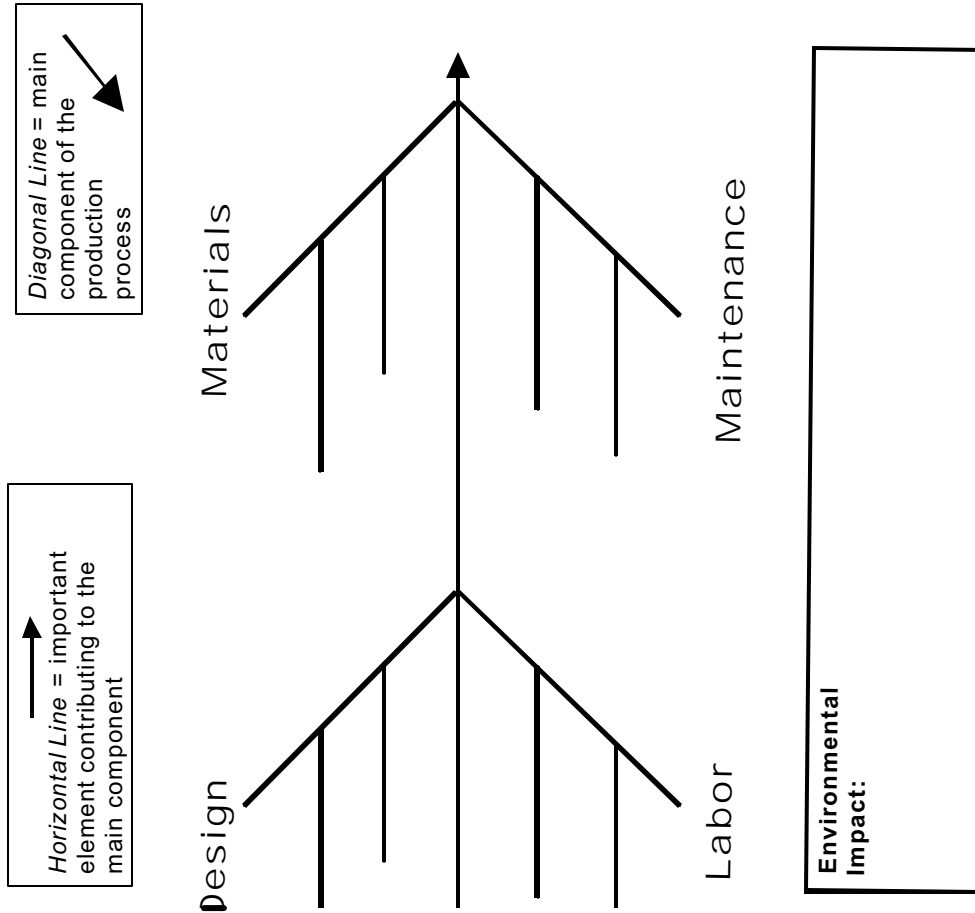 Horizontal Line = important
element contributing to the
main component
Diagonal Line = main
component of the
production
process
Design
Materials
Labor
Maintenance
Environmental
Impact: